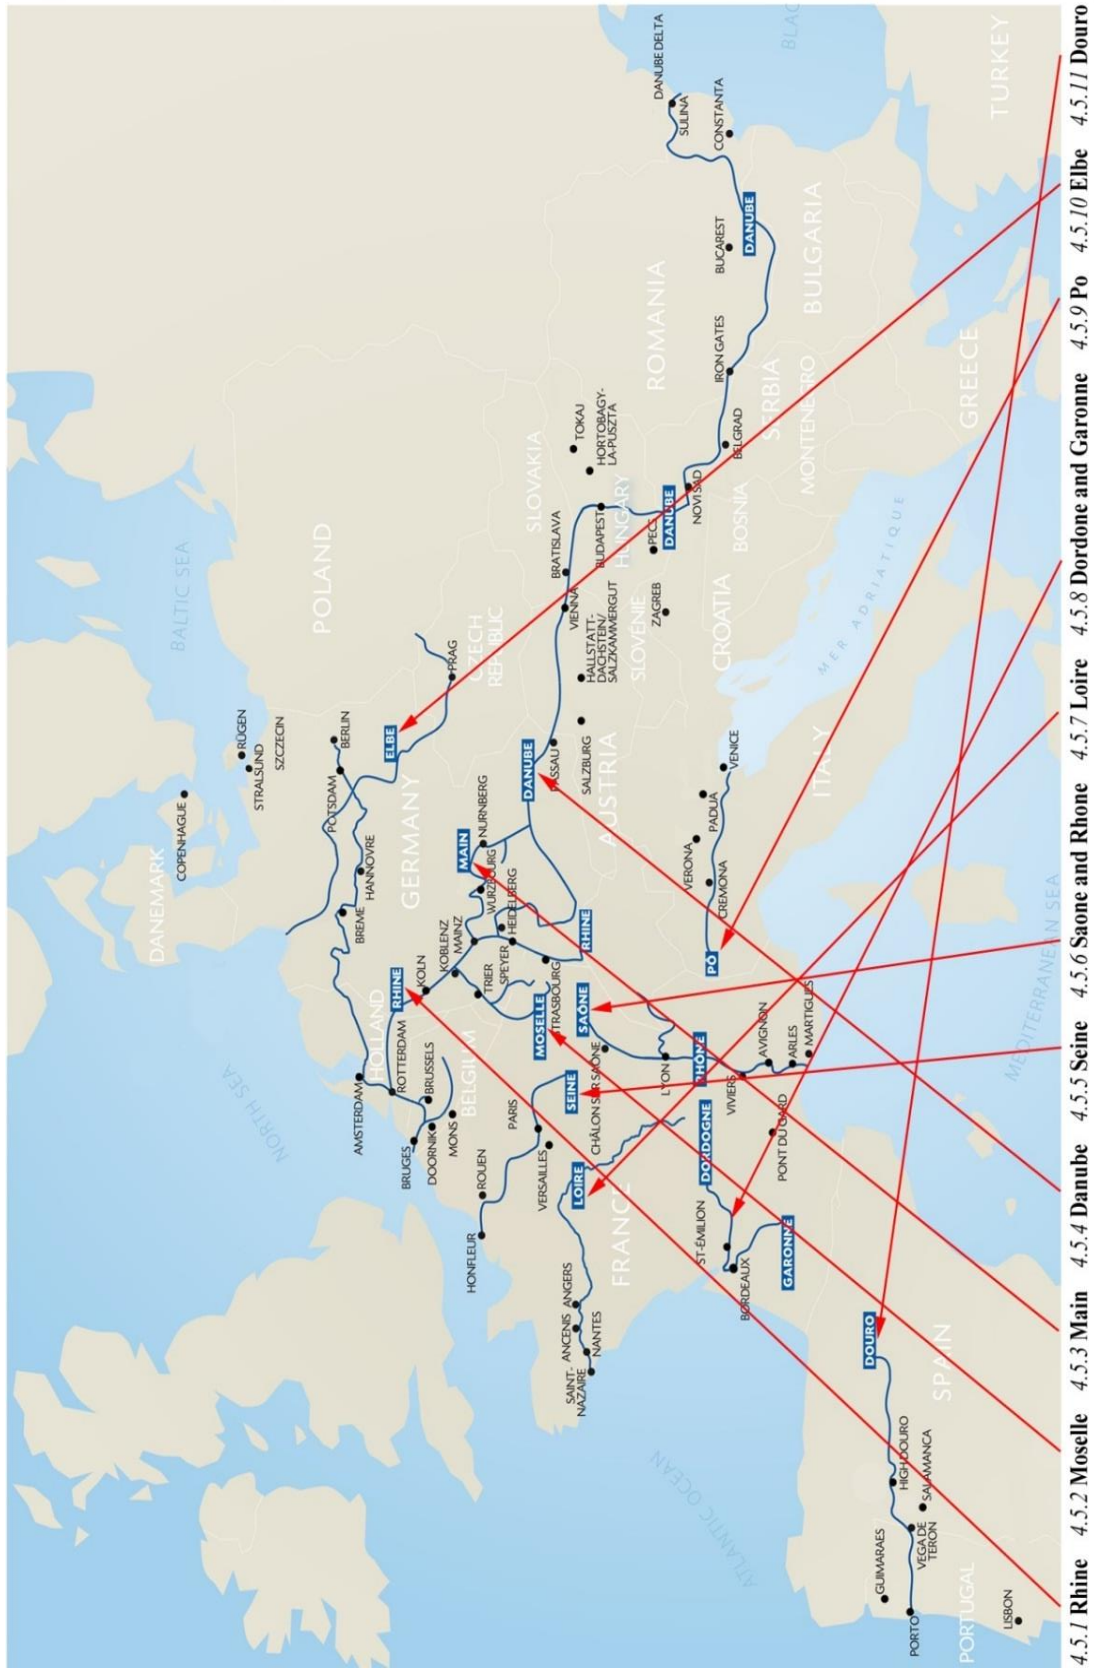 BALTIC SEA
NORTH SEA
ATLANTIC OCEAN
MEDITERRANEAN SEA
MER ADRIATIQUE
BLAC
DANEMARK
COPENHAGUE
RÜGEN
STRALSUND
SZCZECIN
POLAND
BERLIN
POTSDAM
HANNOVRE
BREME
ELBE
GERMANY
PRAG
CZECH
REPUBLIC
HOLLAND
AMSTERDAM
ROTTERDAM
BRUSSELS
BRUGES
DOORNIK
MONS
BELGIUM
RHINE
KÖLN
KOBLENZ
MAINZ
TRIER
SPEYER
HEIDELBERG
WURZBOURG
MAIN
NURNBERG
STRASBOURG
RHINE
MOSELLE
DANUBE
PASSAU
SALZBURG
AUSTRIA
HALLSTATT-
DACHSTEIN/
SALZKAMMERGUT
VIENNA
BRATISLAVA
SLOVAKIA
BUDAPEST
HUNGARY
TOKAJ
HORTOBAGY-
LA-PUSZTA
PECS
DANUBE
NOVI SAD
SLOVÉNIE
ZAGREB
CROATIA
BOSNIA
BELGRAD
SERBIA
MONTENEGRO
IRON GATES
ROMANIA
BUCAREST
DANUBE
BULGARIA
CONSTANTA
SULINA
DANUBE DELTA
TURKEY
GREECE
ITALY
VENICE
PADUA
VERONA
CREMONA
PÔ
HONFLEUR
ROUEN
PARIS
VERSAILLES
SEINE
SAÔNE
CHÂLON SUR SAÔNE
LYON
RHÔNE
VIVIERS
AVIGNON
ARLES
MARTIGUES
PONT DU GARD
LOIRE
ANGERS
ANCENIS
NANTES
SAINT-
NAZAIRE
FRANCE
DORDOGNE
ST-ÉMILION
BORDEAUX
GARONNE
DOURO
SPAIN
HIGH DOURO
SALAMANCA
VEGA DE
TERON
GUIMARAES
PORTO
PORTUGAL
LISBON
4.5.1 Rhine 4.5.2 Moselle 4.5.3 Main 4.5.4 Danube 4.5.5 Seine 4.5.6 Saone and Rhone 4.5.7 Loire 4.5.8 Dordone and Garonne 4.5.9 Po 4.5.10 Elbe 4.5.11 Douro